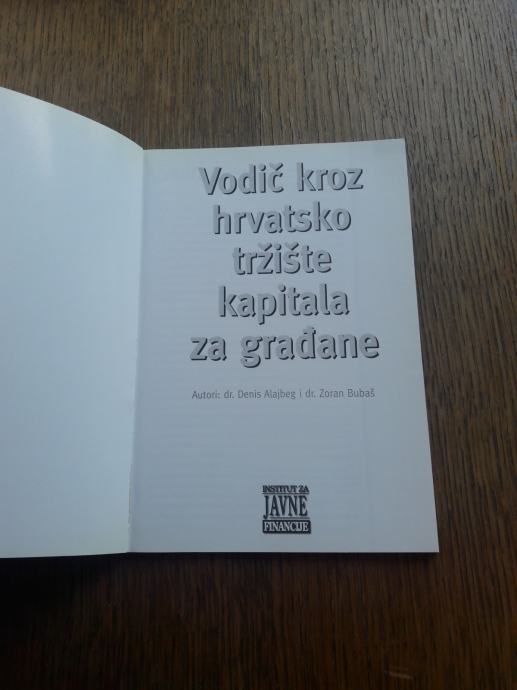 Vodič kroz
hrvatsko
tržište
kapitala
za građane
Autori: dr. Denis Alajbeg i dr. Zoran Bubaš
INSTITUT ZA
JAVNE
FINANCIJE